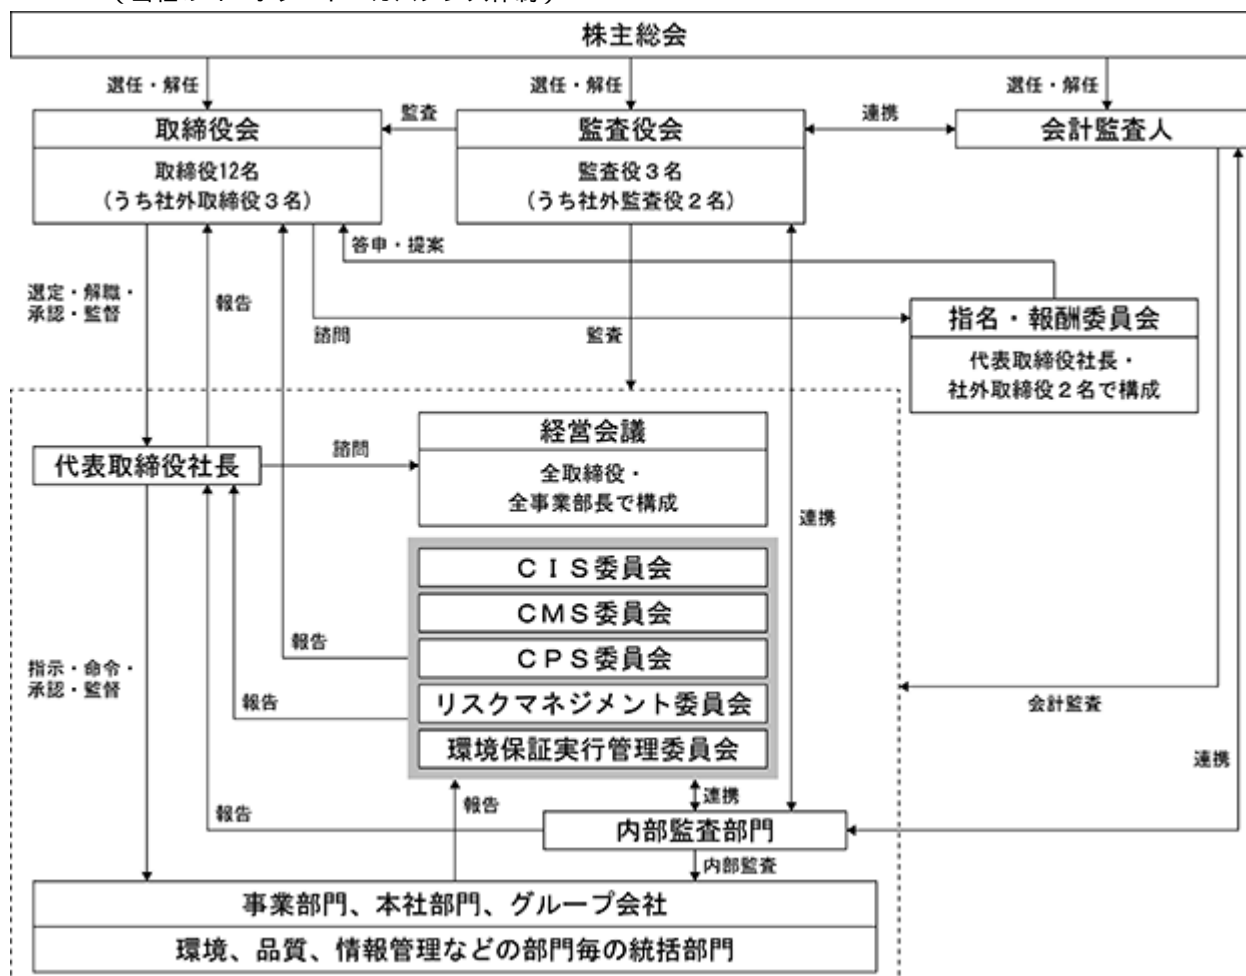 株主総会
選任・解任
選任・解任
選任・解任
取締役会
監査
監査役会
連携
会計監査人
取締役12名
(うち社外取締役3名)
監査役3名
(うち社外監査役2名)
答申・提案
選定・解職・
承認・監督
報告
諮問
監査
指名・報酬委員会
代表取締役社長・
社外取締役2名で構成
代表取締役社長
諮問
経営会議
全取締役・
全事業部長で構成
連携
CIS委員会
CMS委員会
CPS委員会
リスクマネジメント委員会
環境保証実行管理委員会
報告
報告
指示・命令・
承認・監督
会計監査
連携
報告
報告
連携
内部監査部門
内部監査
事業部門、本社部門、グループ会社
環境、品質、情報管理などの部門毎の統括部門